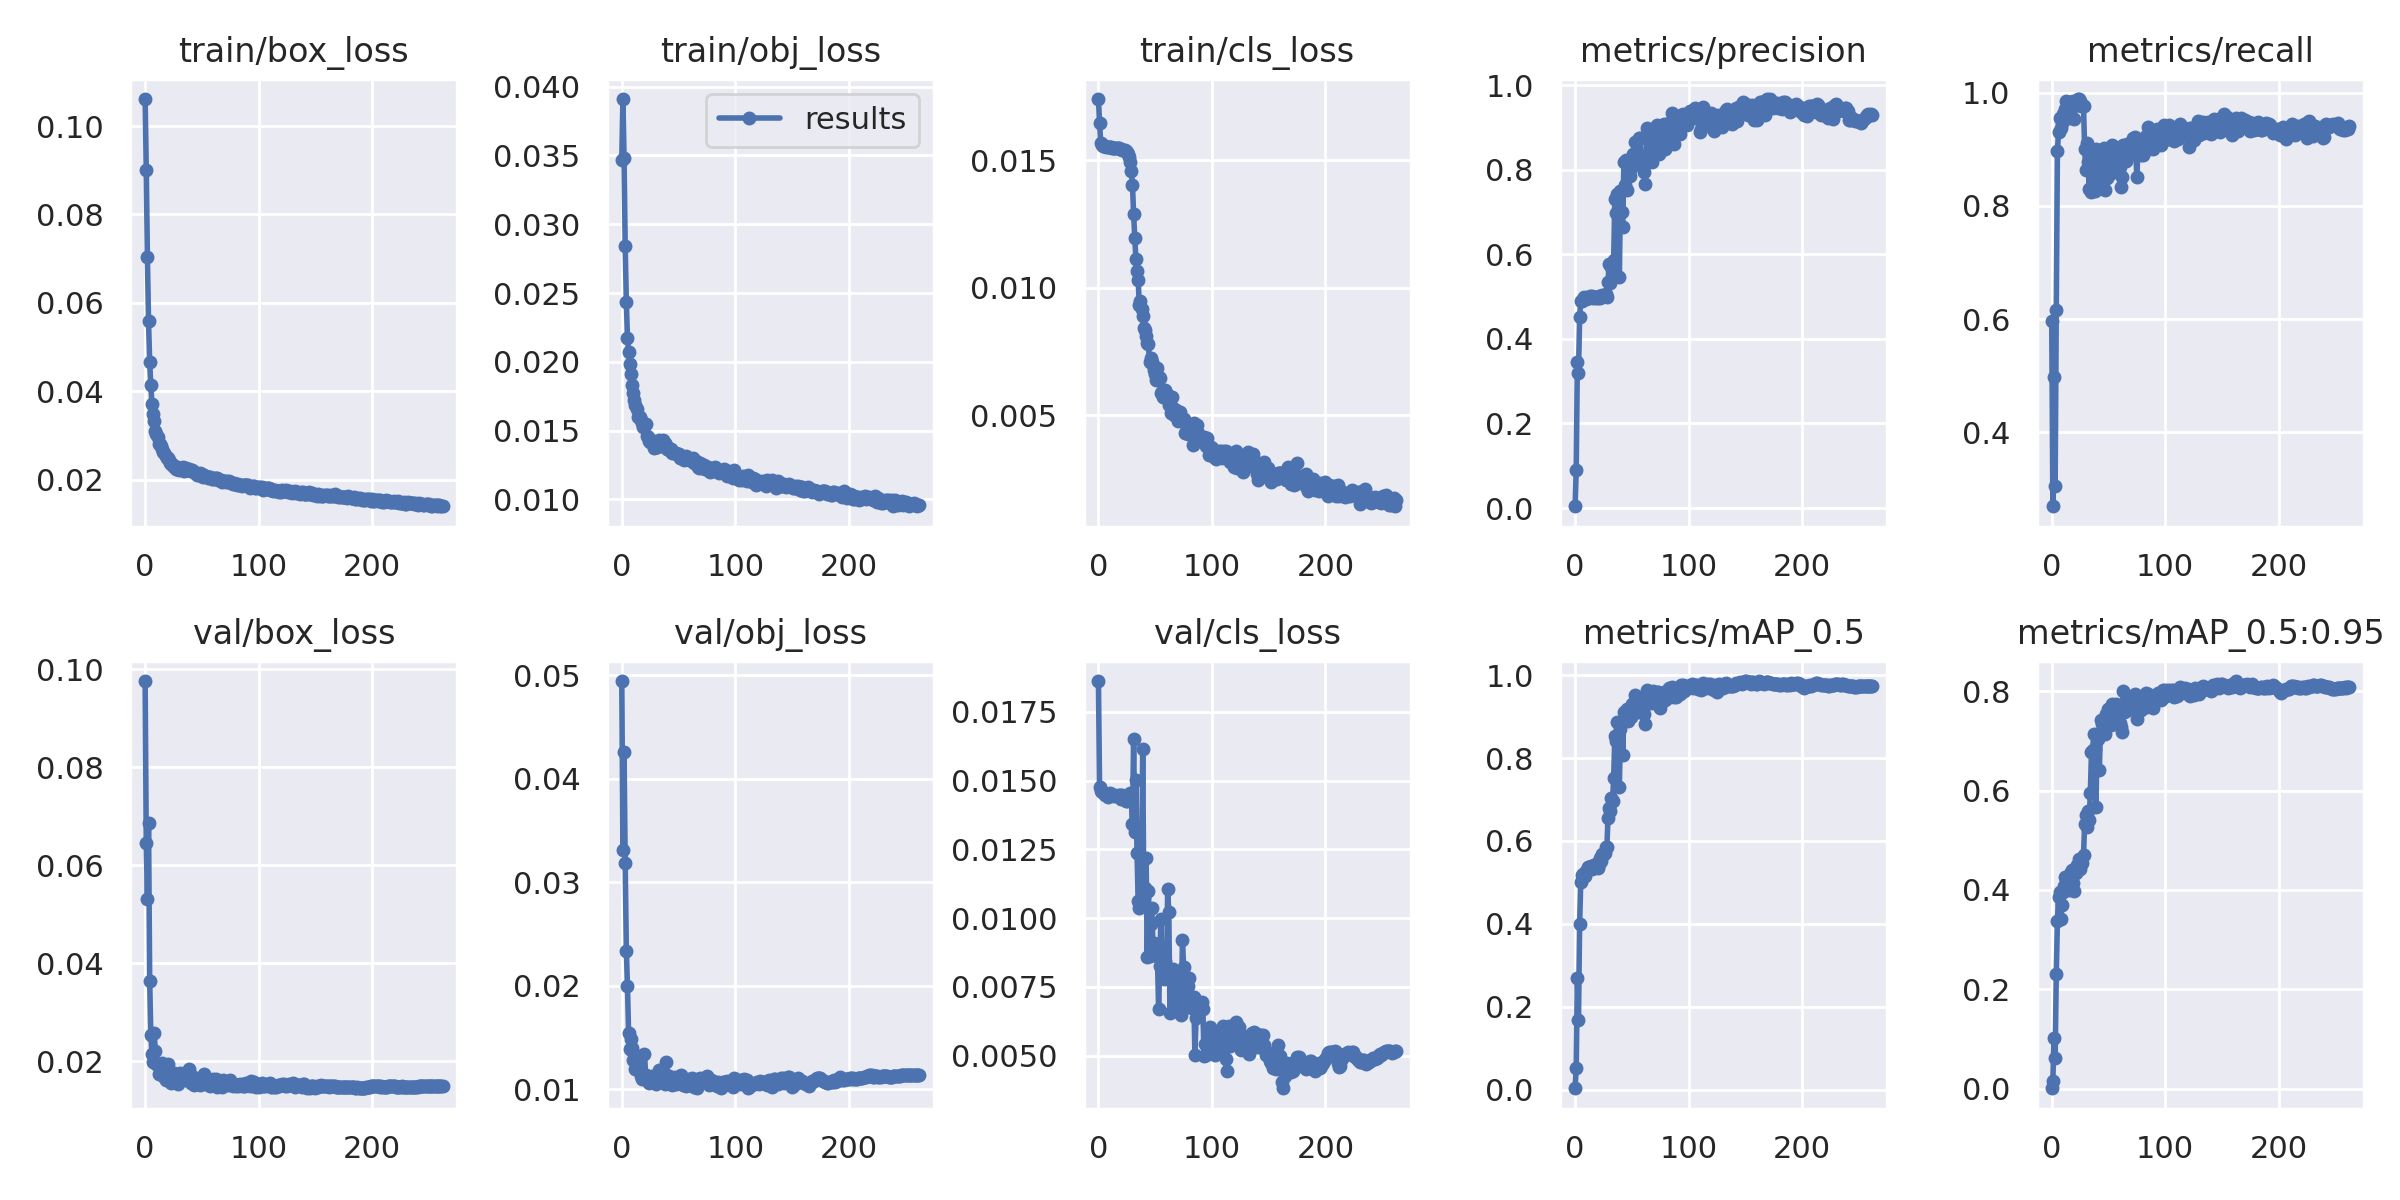 train/box_loss
0.10
0.08
0.06
0.04
0.02
0 100 200
train/obj_loss
results
0.040
0.035
0.030
0.025
0.020
0.015
0.010
0 100 200
train/cls_loss
0.015
0.010
0.005
0 100 200
metrics/precision
1.0
0.8
0.6
0.4
0.2
0.0
0 100 200
metrics/recall
1.0
0.8
0.6
0.4
0 100 200
val/box_loss
0.10
0.08
0.06
0.04
0.02
0 100 200
val/obj_loss
0.05
0.04
0.03
0.02
0.01
0 100 200
val/cls_loss
0.0175
0.0150
0.0125
0.0100
0.0075
0.0050
0 100 200
metrics/mAP_0.5
1.0
0.8
0.6
0.4
0.2
0.0
0 100 200
metrics/mAP_0.5:0.95
0.8
0.6
0.4
0.2
0.0
0 100 200